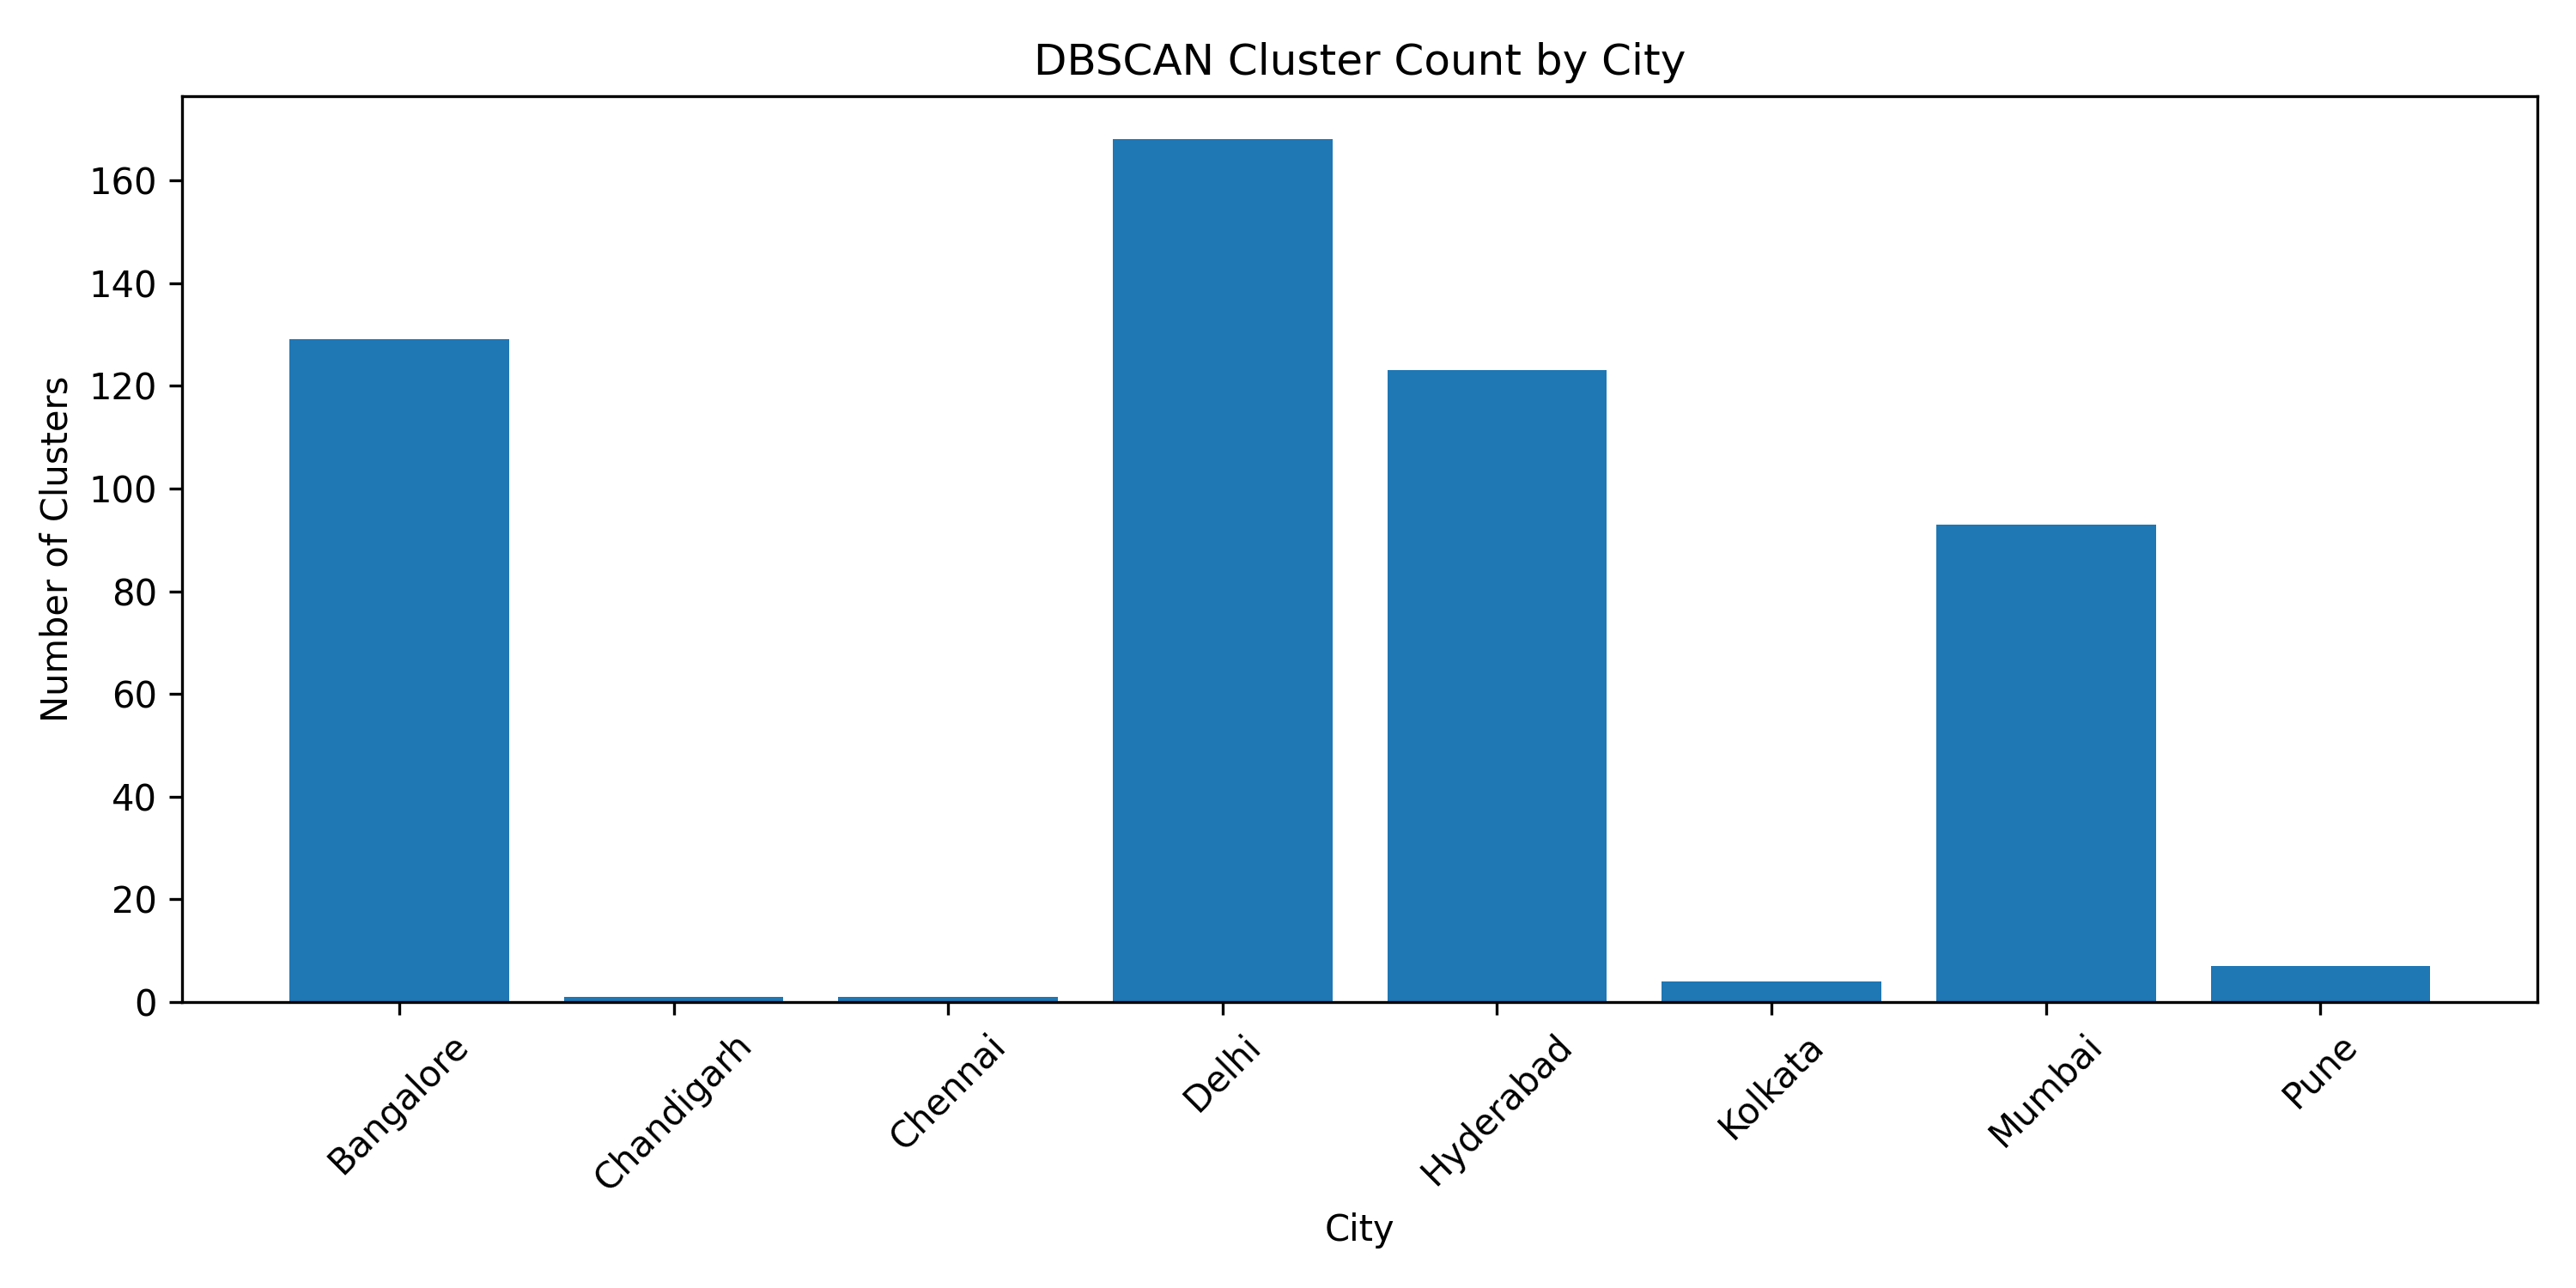 DBSCAN Cluster Count by City
Number of Clusters
160
140
120
100
80
60
40
20
0
Bangalore
Chandigarh
Chennai
Delhi
Hyderabad
Kolkata
Mumbai
Pune
City